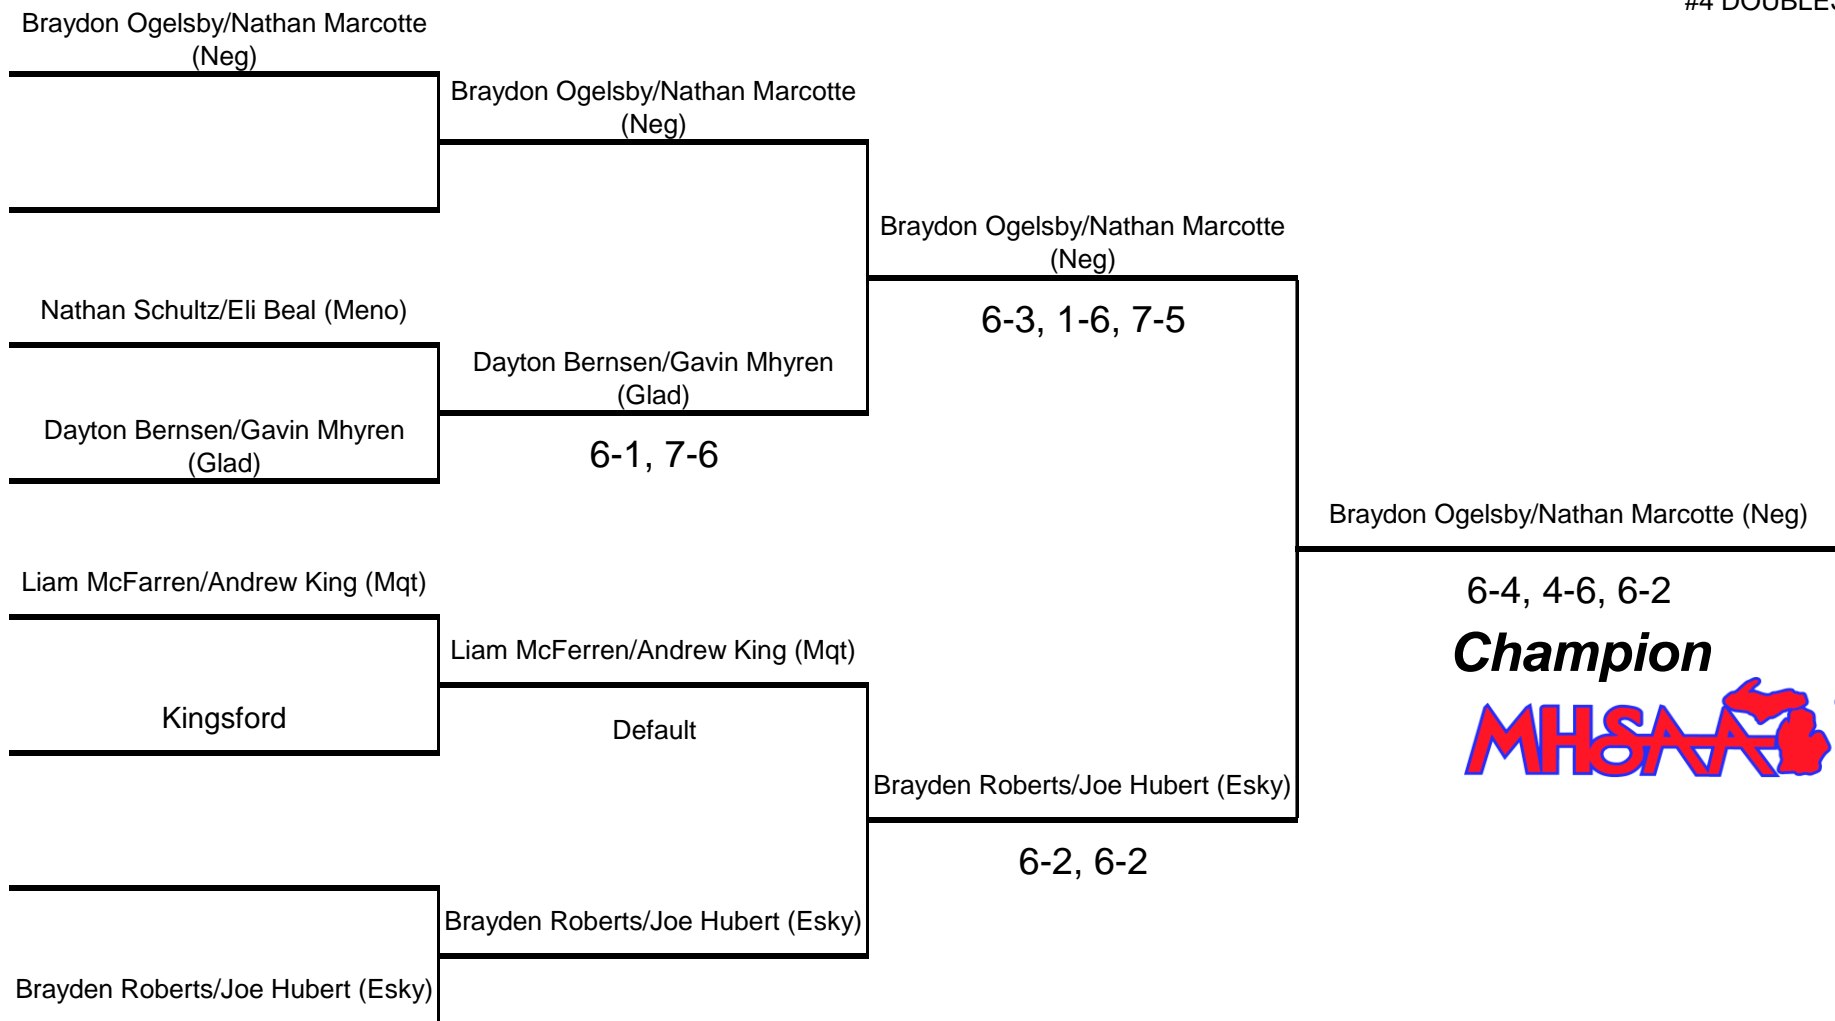 #4 DOUBLES
Braydon Ogelsby/Nathan Marcotte
(Neg)
Braydon Ogelsby/Nathan Marcotte
(Neg)
Braydon Ogelsby/Nathan Marcotte
(Neg)
Nathan Schultz/Eli Beal (Meno)
6-3, 1-6, 7-5
Dayton Bernsen/Gavin Mhyren
(Glad)
Dayton Bernsen/Gavin Mhyren
(Glad)
6-1, 7-6
Braydon Ogelsby/Nathan Marcotte (Neg)
Liam McFarren/Andrew King (Mqt)
6-4, 4-6, 6-2
Champion
Liam McFerren/Andrew King (Mqt)
Kingsford
Default
MHSAA
Brayden Roberts/Joe Hubert (Esky)
6-2, 6-2
Brayden Roberts/Joe Hubert (Esky)
Brayden Roberts/Joe Hubert (Esky)